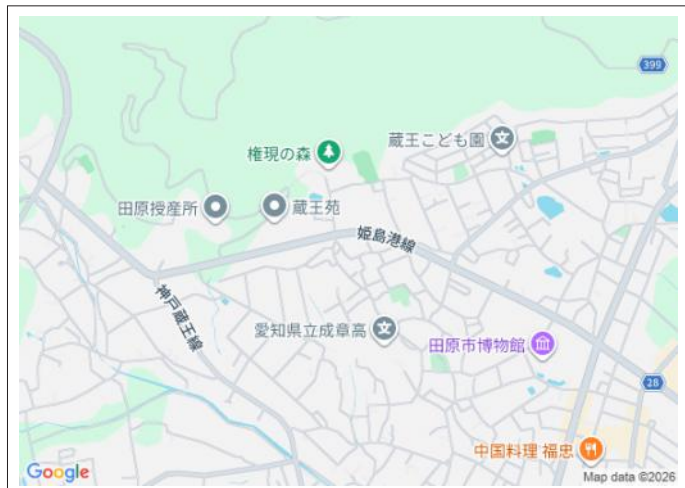 399
蔵王こども園
権現の森
田原授産所
蔵王苑
姫島港線
神戸蔵王線
愛知県立成章高
田原市博物館
28
中国料理 福忠
Google
Map data ©2026